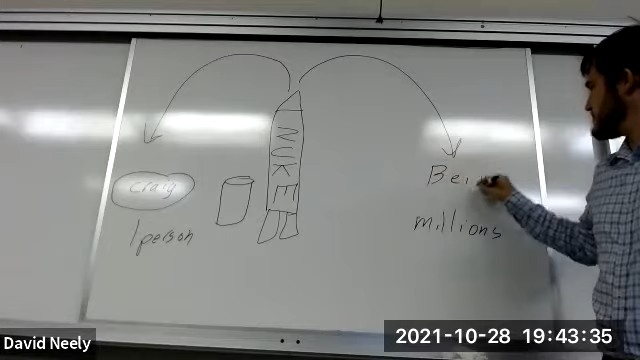 NUKE
craig
1 person
Bei
millions
David Neely
2021-10-28 19:43:35